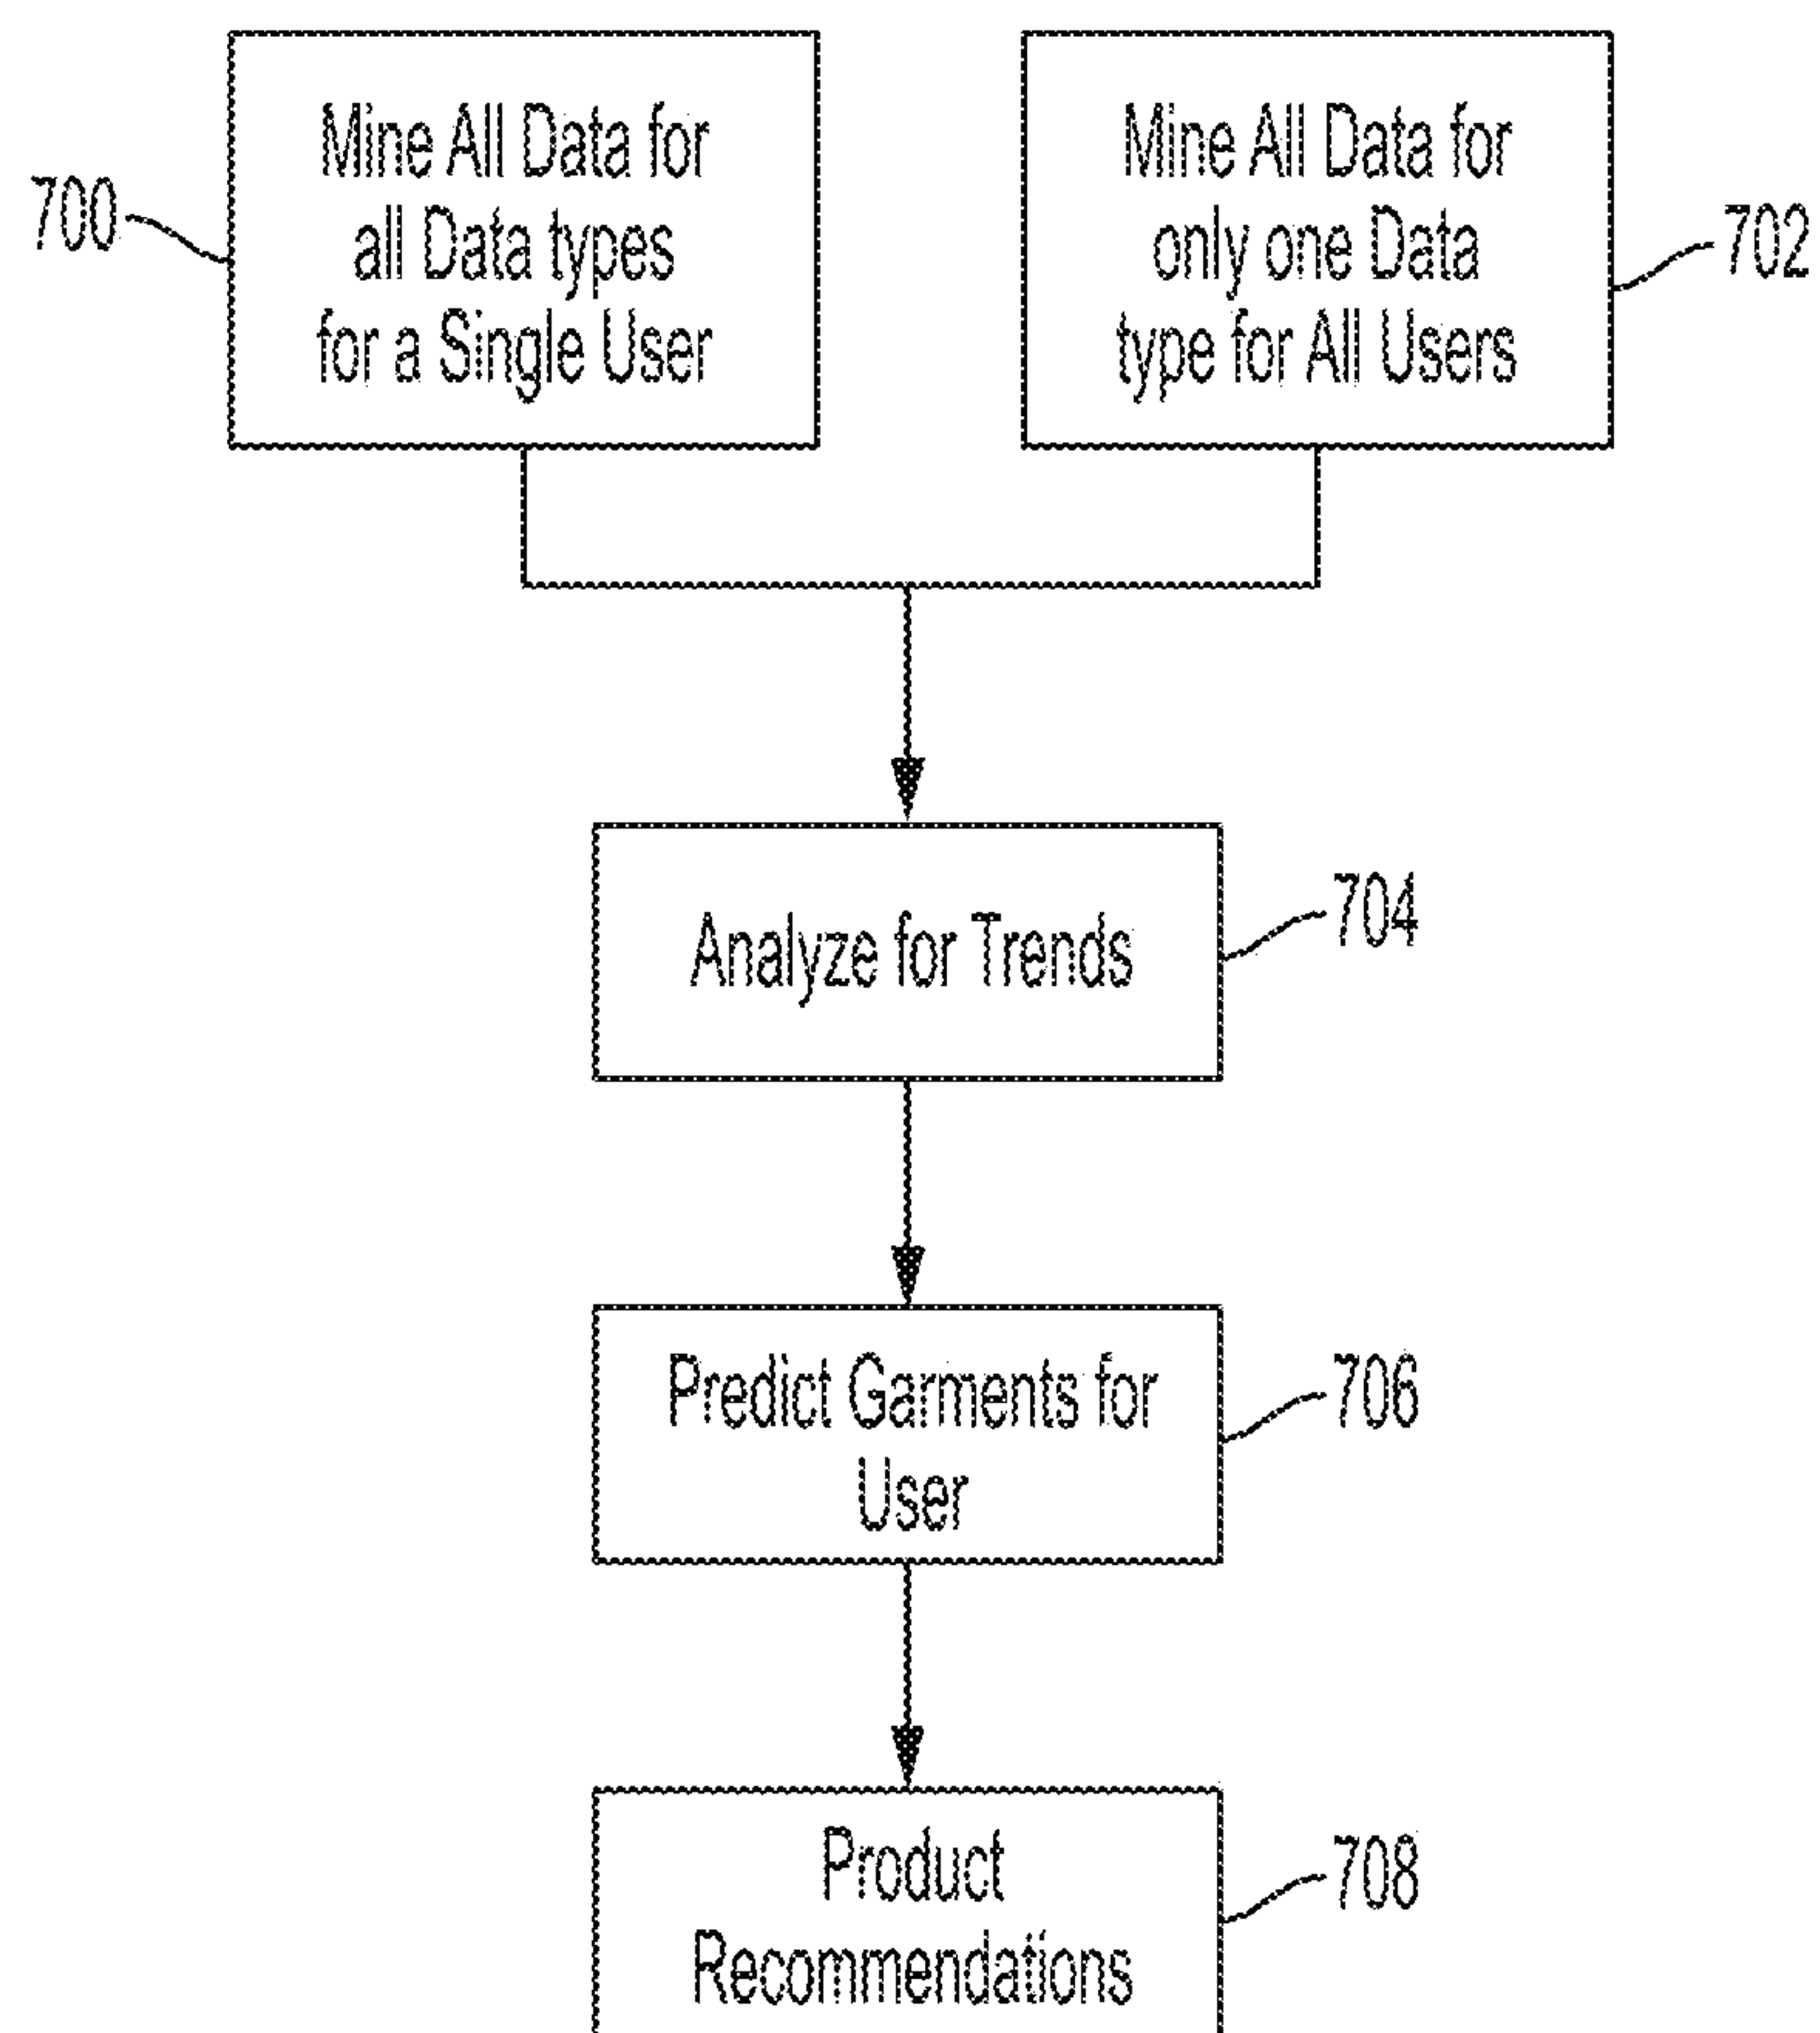 Mine All Data for
all Data types
for a Single User
700
Mine All Data for
only one Data
type for All Users
702
Analyze for Trends
704
Predict Garments for
User
706
Product
Recommendations
708